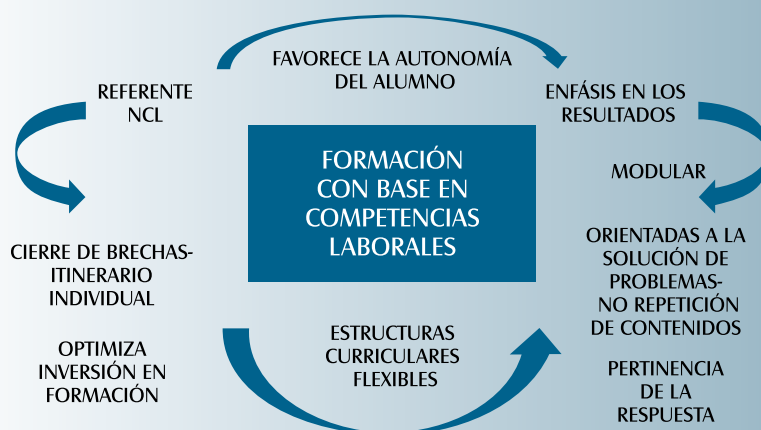 FAVORECE LA AUTONOMÍA
DEL ALUMNO
REFERENTE
NCL
ENFÁSIS EN LOS
RESULTADOS
FORMACIÓN
CON BASE EN
COMPETENCIAS
LABORALES
MODULAR
CIERRE DE BRECHAS-
ITINERARIO
INDIVIDUAL
ORIENTADAS A LA
SOLUCIÓN DE
PROBLEMAS-
NO REPETICIÓN
DE CONTENIDOS
OPTIMIZA
INVERSIÓN EN
FORMACIÓN
ESTRUCTURAS
CURRICULARES
FLEXIBLES
PERTINENCIA
DE LA
RESPUESTA